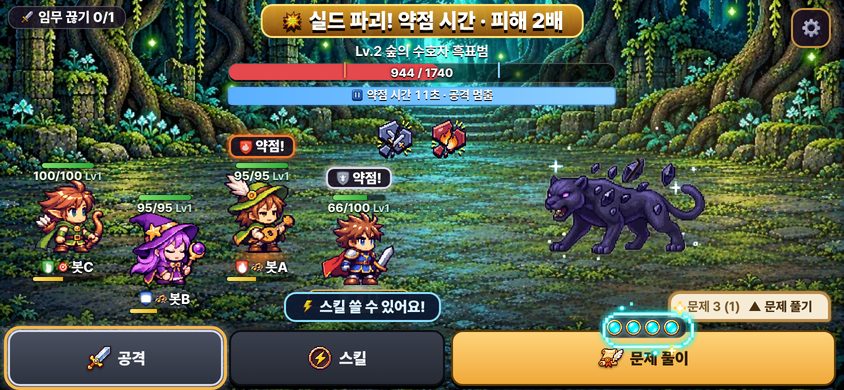 임무 끊기 0/1
실드 파괴! 약점 시간 · 피해 2배
Lv.2 숲의 수호자 흑표범
944 / 1740
약점 시간 11초 · 공격 멈춤
약점!
약점!
100/100 Lv1
95/95 Lv1
95/95 Lv1
66/100 Lv1
봇C
봇B
봇A
스킬 쓸 수 있어요!
문제 3 (1) ▲ 문제 풀기
공격
스킬
문제 풀이